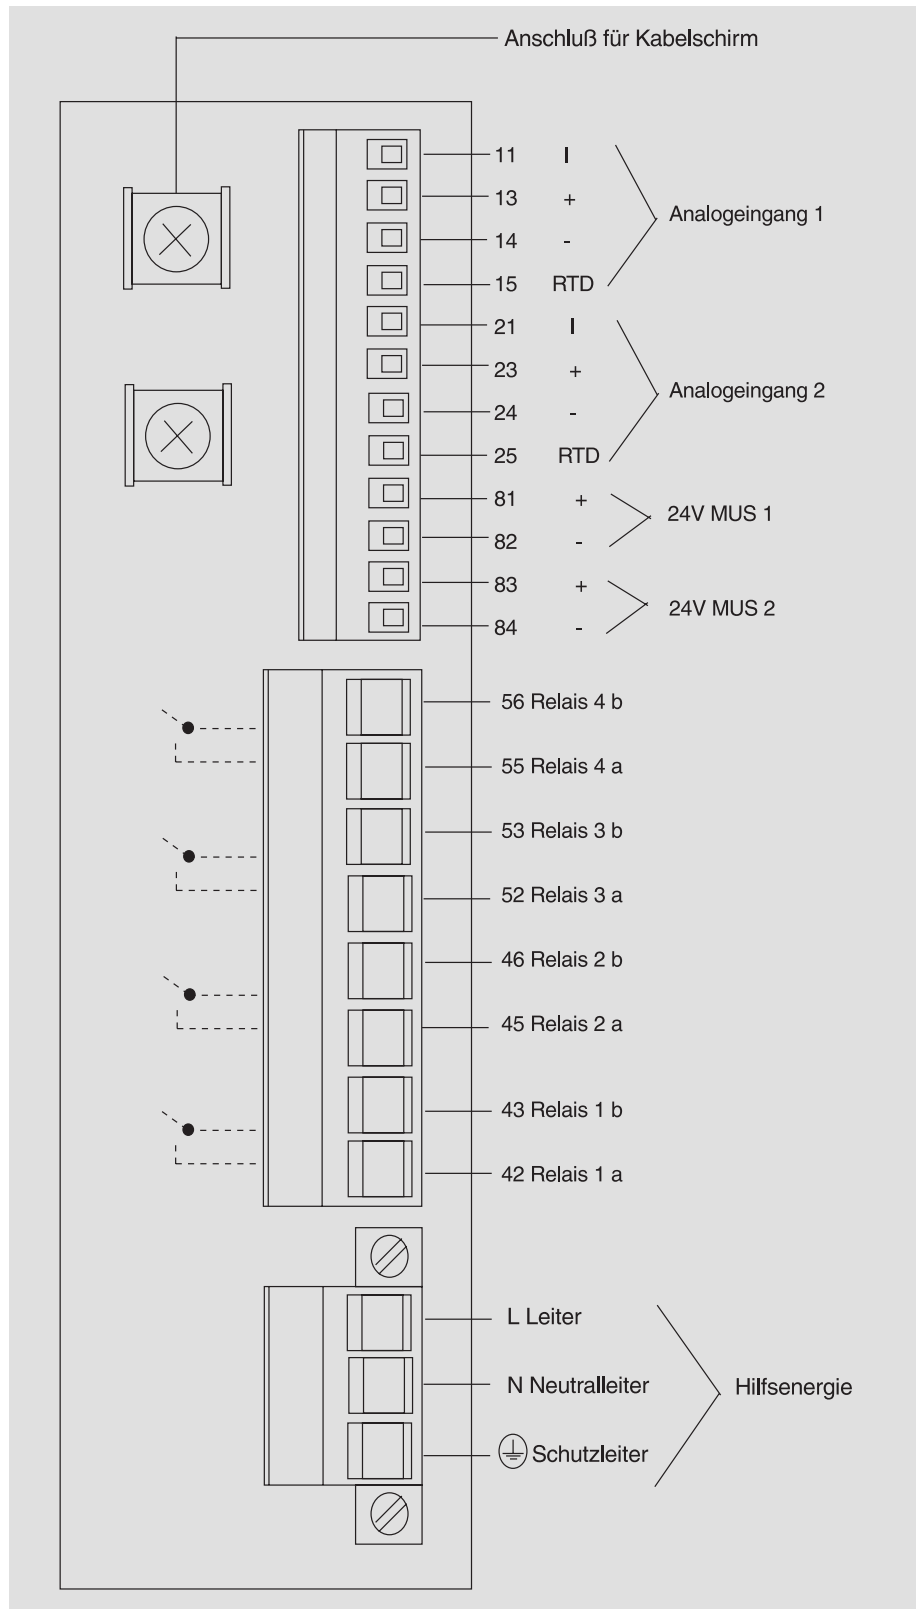 Anschluß für Kabelschirm
11 I
13 +
14 -
15 RTD
Analogeingang 1
21 I
23 +
24 -
25 RTD
Analogeingang 2
81 +
82 -
24V MUS 1
83 +
84 -
24V MUS 2
56 Relais 4 b
55 Relais 4 a
53 Relais 3 b
52 Relais 3 a
46 Relais 2 b
45 Relais 2 a
43 Relais 1 b
42 Relais 1 a
L Leiter
N Neutralleiter
Schutzleiter
Hilfsenergie